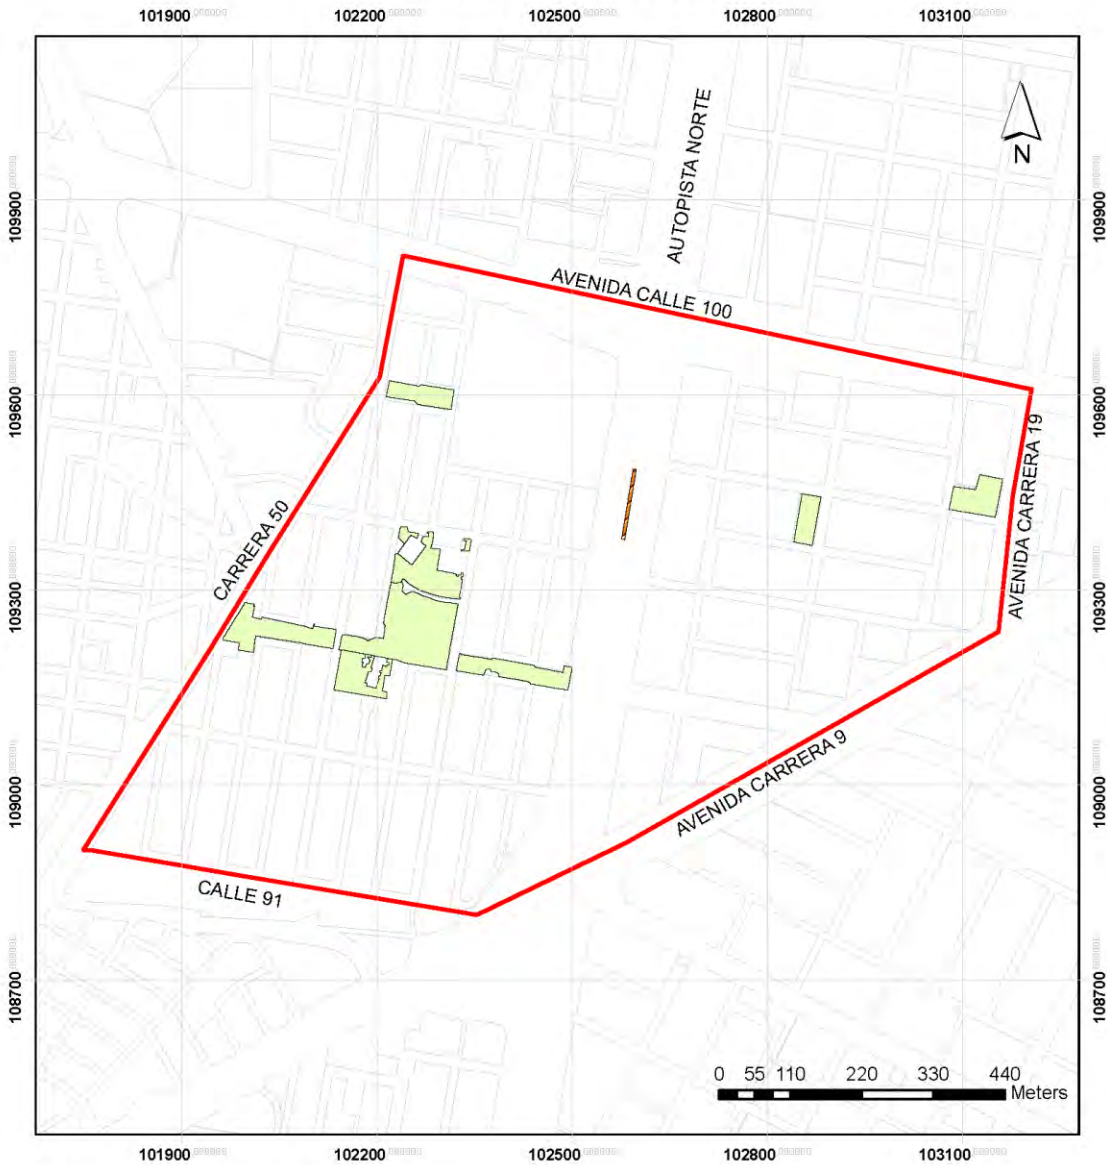 101900 102200 102500 102800 103100
109900 109900
AUTOPISTA NORTE
N
AVENIDA CALLE 100
109600 109600
AVENIDA CARRERA 19
CARRERA 50
109300 109300
AVENIDA CARRERA 9
109000 109000
CALLE 91
108700 108700
0 55 110 220 330 440
Meters
101900 102200 102500 102800 103100